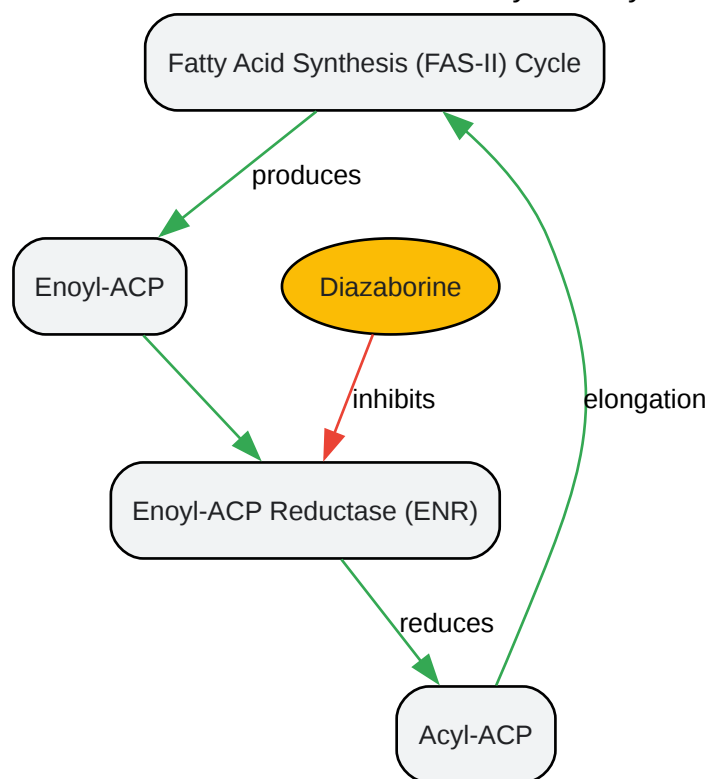 Fatty Acid Synthesis (FAS-II) Cycle
produces
Enoyl-ACP
Diazaborine
inhibits
elongation
Enoyl-ACP Reductase (ENR)
reduces
Acyl-ACP